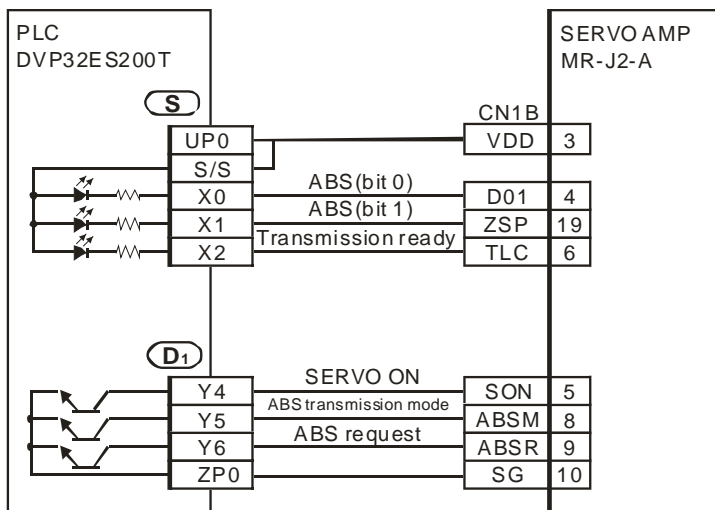 PLC
DVP32ES200T
SERVO AMP
MR-J2-A
S
CN1B
UP0
VDD 3
S/S
X0 ABS(bit 0) D01 4
X1 ABS(bit 1) ZSP 19
X2 Transmission ready TLC 6
D1
Y4 SERVO ON SON 5
Y5 ABS transmission mode ABSM 8
Y6 ABS request ABSR 9
ZP0 SG 10